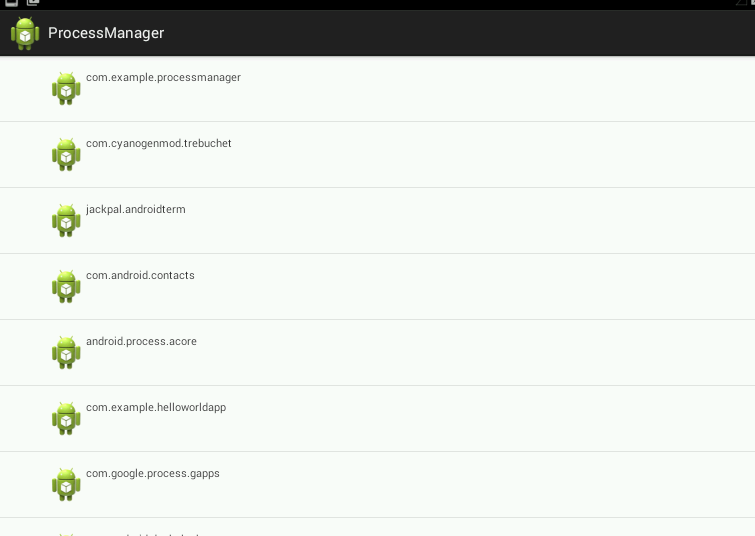 ProcessManager
com.example.processmanager
com.cyanogenmod.trebuchet
jackpal.androidterm
com.android.contacts
android.process.acore
com.example.helloworldapp
com.google.process.gapps